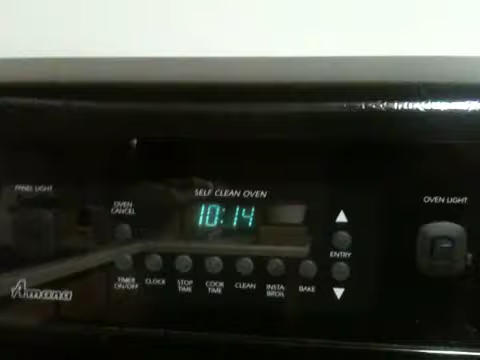 PANEL LIGHT
SELF CLEAN OVEN
OVEN LIGHT
OVEN
CANCEL
10:14
ENTRY
TIMER
ON/OFF
CLOCK
STOP
TIME
COOK
TIME
CLEAN
INSTA-
BROIL
BAKE
Amana